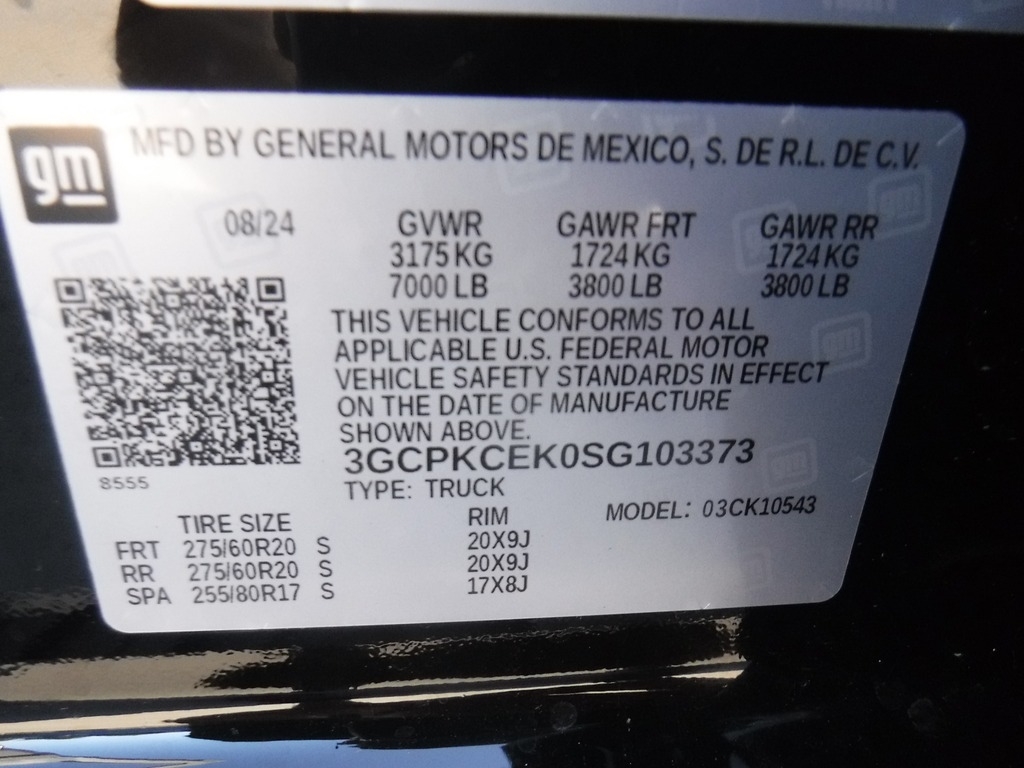 gm
MFD BY GENERAL MOTORS DE MEXICO, S. DE R.L. DE C.V.
08/24 GVWR GAWR FRT GAWR RR
3175 KG 1724 KG 1724 KG
7000 LB 3800 LB 3800 LB
THIS VEHICLE CONFORMS TO ALL
APPLICABLE U.S. FEDERAL MOTOR
VEHICLE SAFETY STANDARDS IN EFFECT
ON THE DATE OF MANUFACTURE
SHOWN ABOVE.
3GCPKCEK0SG103373
8555
TYPE: TRUCK
MODEL: 03CK10543
TIRE SIZE RIM
FRT 275/60R20 S 20X9J
RR 275/60R20 S 20X9J
SPA 255/80R17 S 17X8J